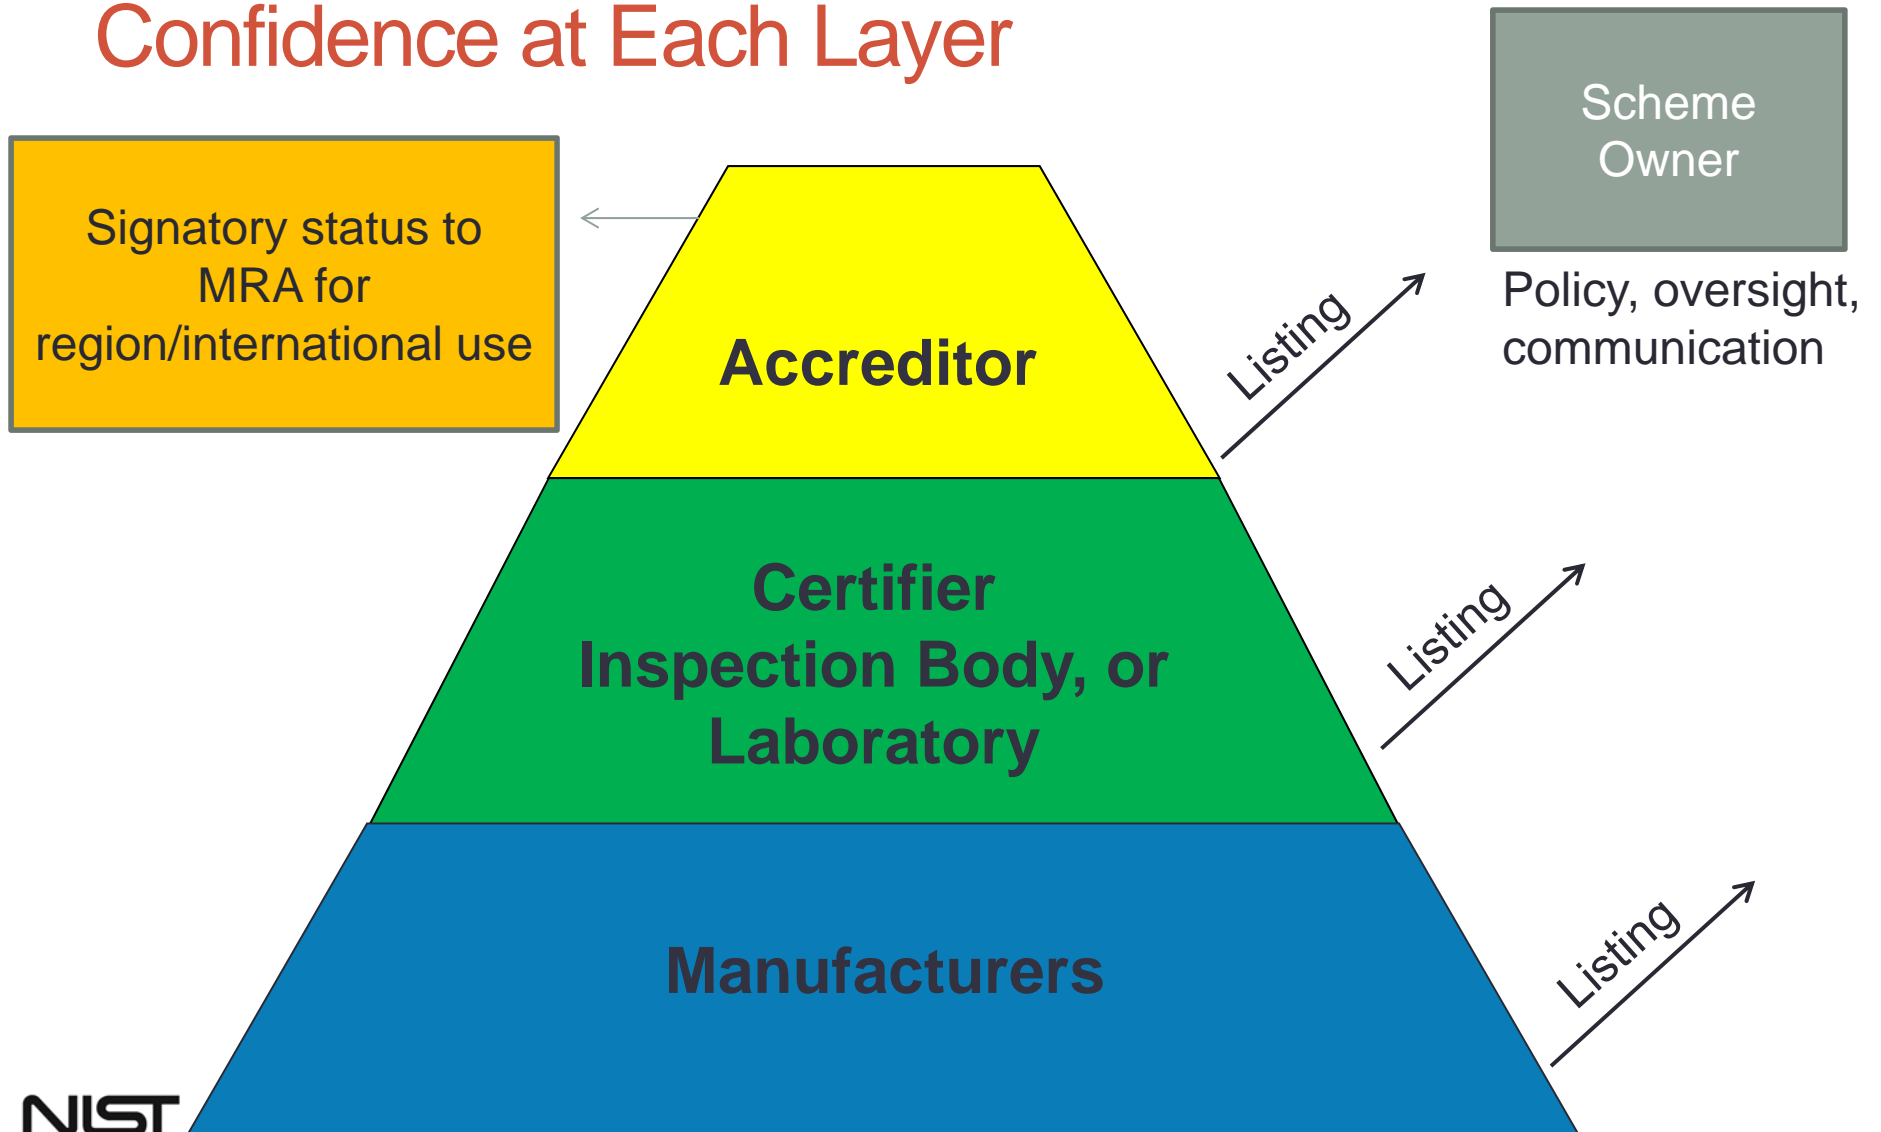 Confidence at Each Layer
Scheme
Owner
Policy, oversight,
communication
Signatory status to
MRA for
region/international use
Accreditor
Listing
Certifier
Inspection Body, or
Laboratory
Listing
Manufacturers
Listing
NIST